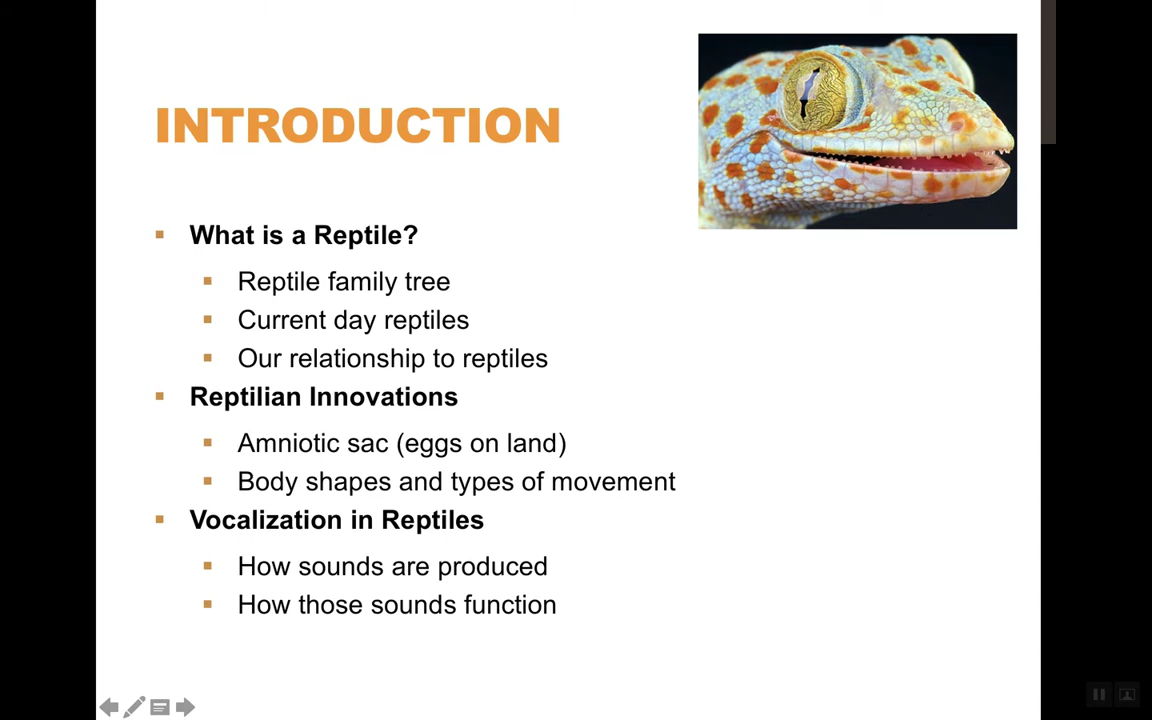 INTRODUCTION
What is a Reptile?
Reptile family tree
Current day reptiles
Our relationship to reptiles
Reptilian Innovations
Amniotic sac (eggs on land)
Body shapes and types of movement
Vocalization in Reptiles
How sounds are produced
How those sounds function